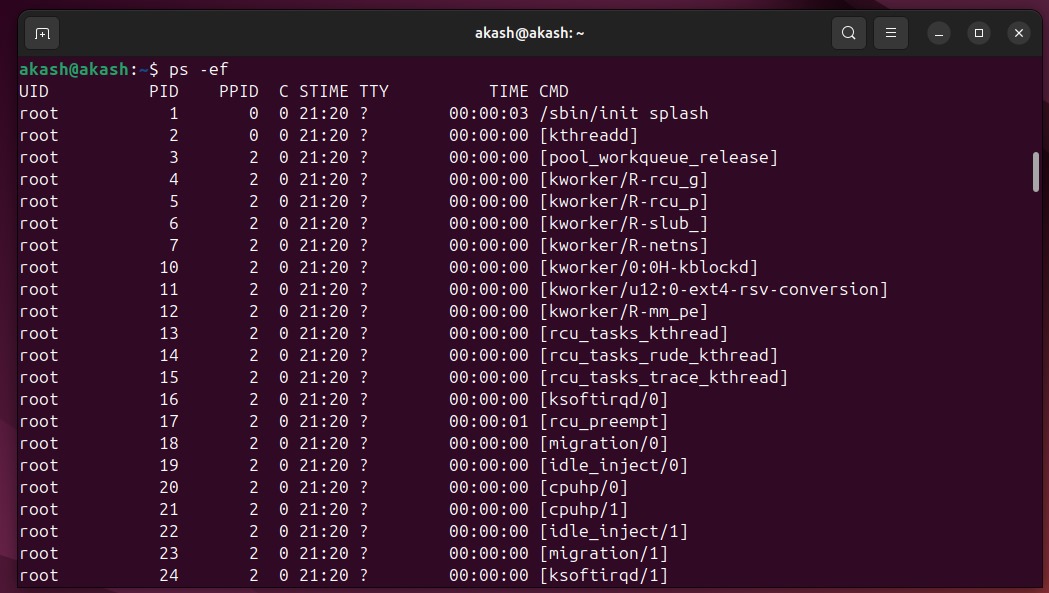 akash@akash: ~
akash@akash:~$ ps -ef
UID          PID    PPID  C STIME TTY          TIME CMD
root           1       0  0 21:20 ?        00:00:03 /sbin/init splash
root           2       0  0 21:20 ?        00:00:00 [kthreadd]
root           3       2  0 21:20 ?        00:00:00 [pool_workqueue_release]
root           4       2  0 21:20 ?        00:00:00 [kworker/R-rcu_g]
root           5       2  0 21:20 ?        00:00:00 [kworker/R-rcu_p]
root           6       2  0 21:20 ?        00:00:00 [kworker/R-slub_]
root           7       2  0 21:20 ?        00:00:00 [kworker/R-netns]
root          10       2  0 21:20 ?        00:00:00 [kworker/0:0H-kblockd]
root          11       2  0 21:20 ?        00:00:00 [kworker/u12:0-ext4-rsv-conversion]
root          12       2  0 21:20 ?        00:00:00 [kworker/R-mm_pe]
root          13       2  0 21:20 ?        00:00:00 [rcu_tasks_kthread]
root          14       2  0 21:20 ?        00:00:00 [rcu_tasks_rude_kthread]
root          15       2  0 21:20 ?        00:00:00 [rcu_tasks_trace_kthread]
root          16       2  0 21:20 ?        00:00:00 [ksoftirqd/0]
root          17       2  0 21:20 ?        00:00:01 [rcu_preempt]
root          18       2  0 21:20 ?        00:00:00 [migration/0]
root          19       2  0 21:20 ?        00:00:00 [idle_inject/0]
root          20       2  0 21:20 ?        00:00:00 [cpuhp/0]
root          21       2  0 21:20 ?        00:00:00 [cpuhp/1]
root          22       2  0 21:20 ?        00:00:00 [idle_inject/1]
root          23       2  0 21:20 ?        00:00:00 [migration/1]
root          24       2  0 21:20 ?        00:00:00 [ksoftirqd/1]